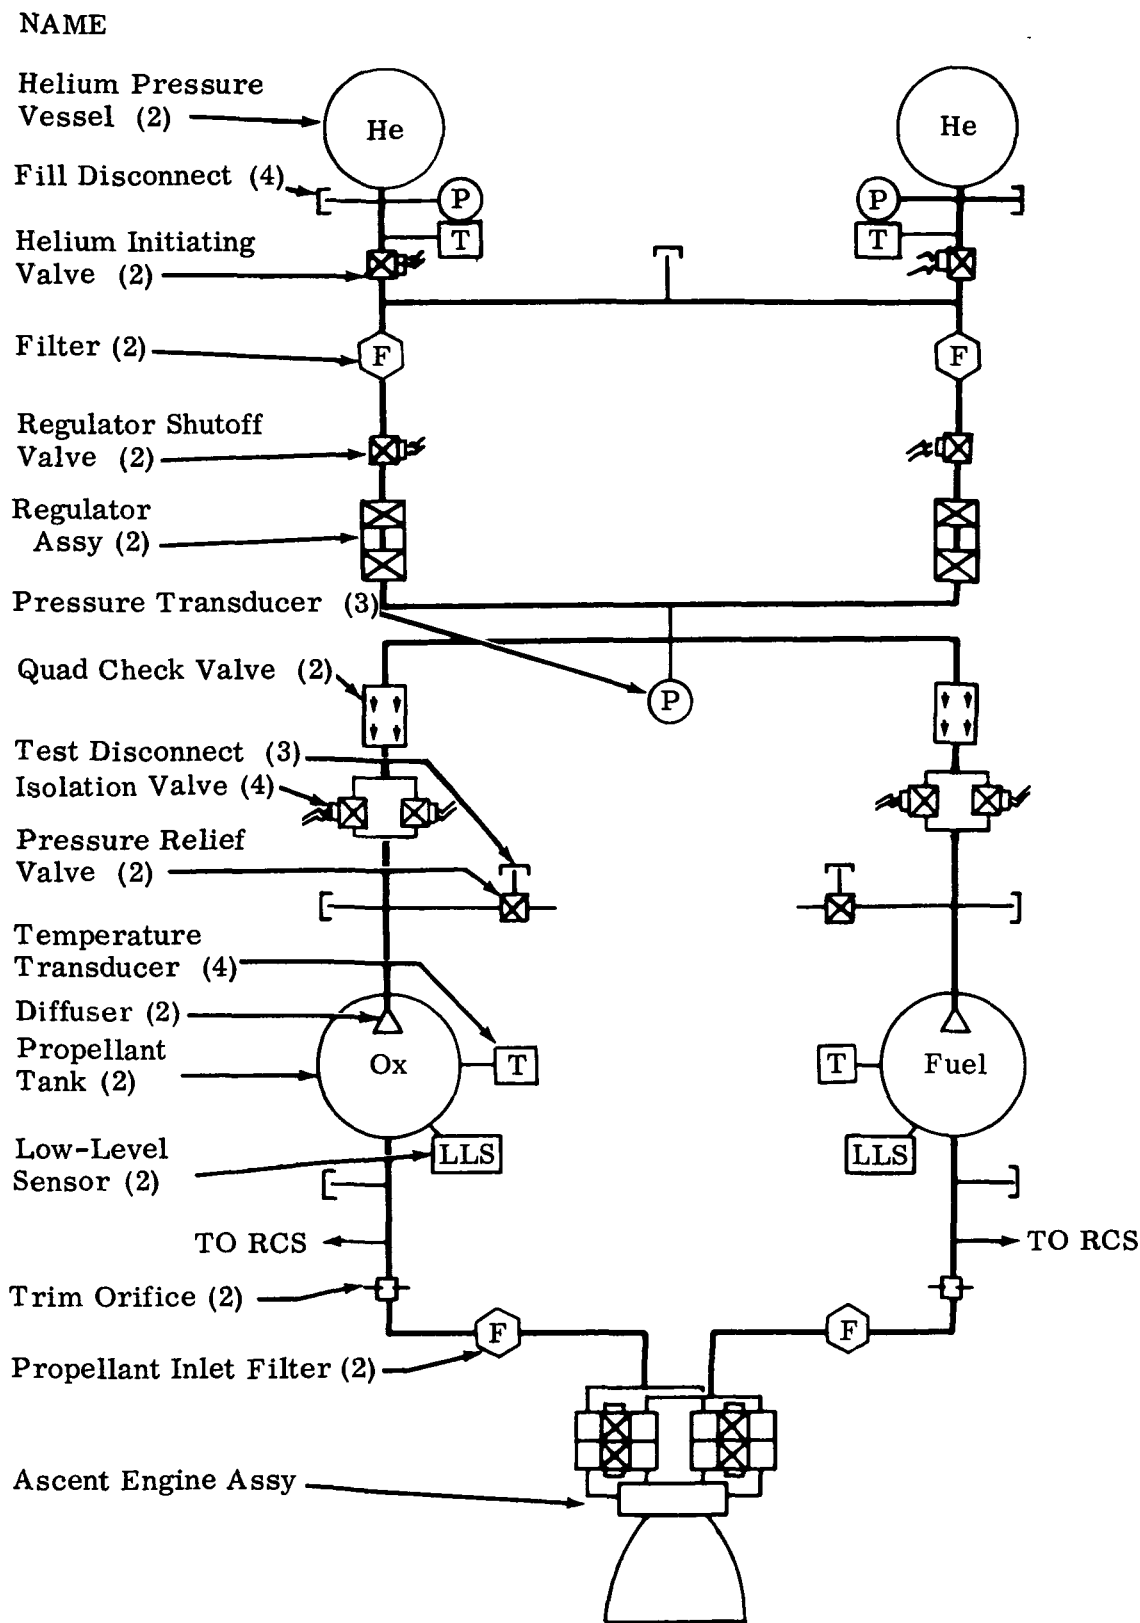 NAME
Helium Pressure
Vessel (2)
He
He
Fill Disconnect (4)
P
P
T
T
Helium Initiating
Valve (2)
Filter (2)
F
F
Regulator Shutoff
Valve (2)
Regulator
Assy (2)
Pressure Transducer (3)
Quad Check Valve (2)
P
Test Disconnect (3)
Isolation Valve (4)
Pressure Relief
Valve (2)
Temperature
Transducer (4)
Diffuser (2)
Propellant
Tank (2)
Ox
T
T
Fuel
Low-Level
Sensor (2)
LLS
LLS
TO RCS
TO RCS
Trim Orifice (2)
F
F
Propellant Inlet Filter (2)
Ascent Engine Assy